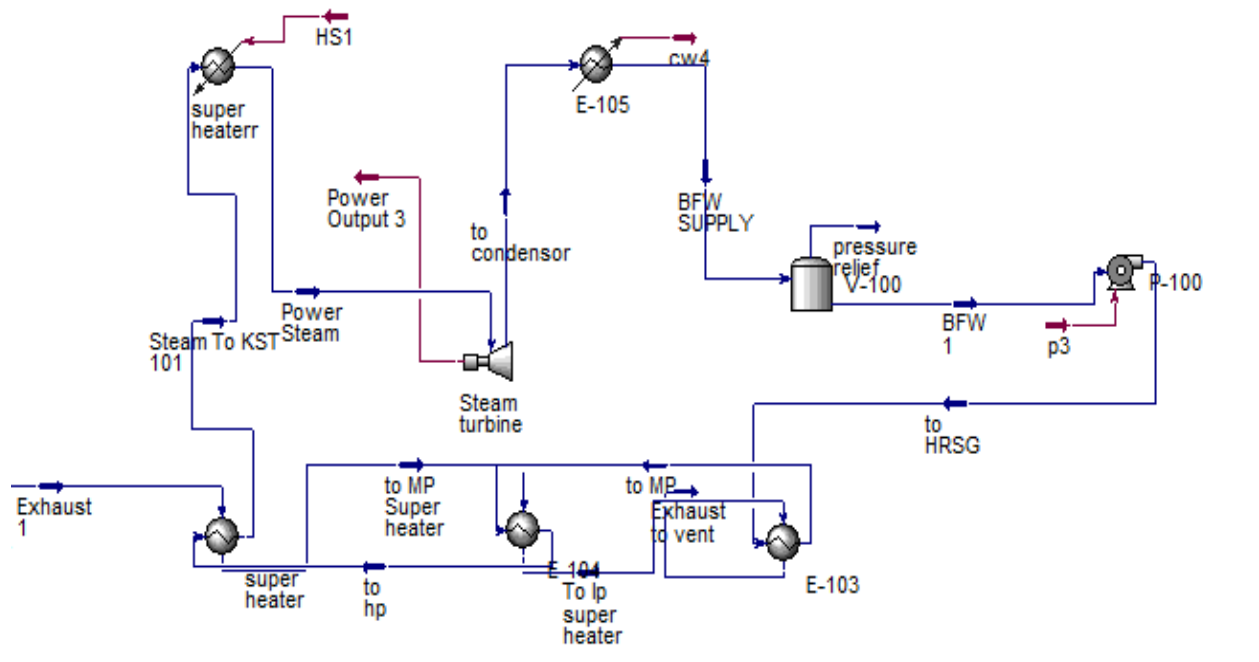 HS1
cw4
super
heaterr
E-105
Power
Output 3
to
condensor
BFW
SUPPLY
pressure
relief
V-100
P-100
Steam To KST
101
Power
Steam
BFW
1
p3
Steam
turbine
to
HRSG
Exhaust
1
to MP
Super
heater
to MP
Exhaust
to vent
super
heater
to
hp
E-104
To lp
super
heater
E-103